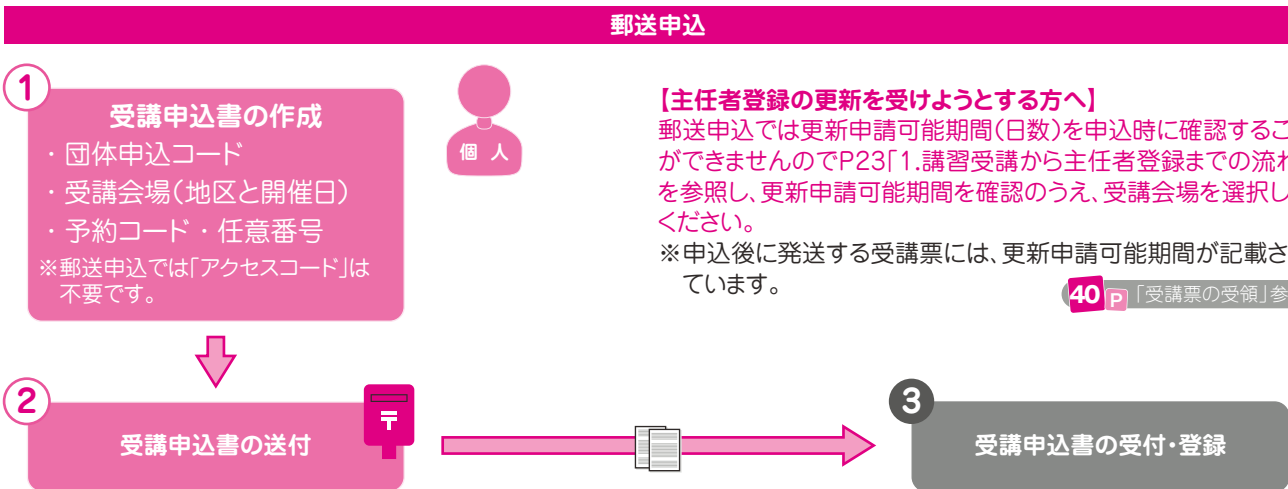 郵送申込
1
受講申込書の作成
・団体申込コード
・受講会場(地区と開催日)
・予約コード・任意番号
※郵送申込では「アクセスコード」は
不要です。
個 人
【主任者登録の更新を受けようとする方へ】
郵送申込では更新申請可能期間(日数)を申込時に確認するこ
ができませんのでP23「1.講習受講から主任者登録までの流れ
を参照し、更新申請可能期間を確認のうえ、受講会場を選択し
ください。
※申込後に発送する受講票には、更新申請可能期間が記載さ
ています。
40 P 「受講票の受領」参
2
受講申込書の送付
〒
3
受講申込書の受付・登録